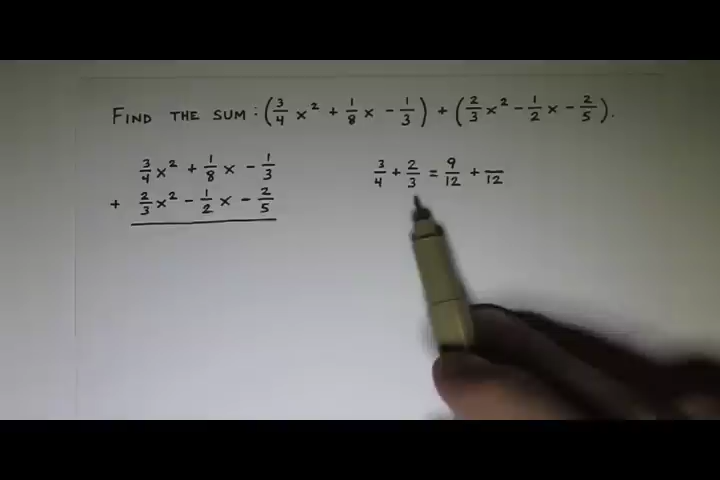 FIND THE SUM: (3/4 x² + 1/8 x - 1/3) + (2/3 x² - 1/2 x - 2/5).
3/4 x² + 1/8 x - 1/3
+ 2/3 x² - 1/2 x - 2/5
3/4 + 2/3 = 9/12 + /12